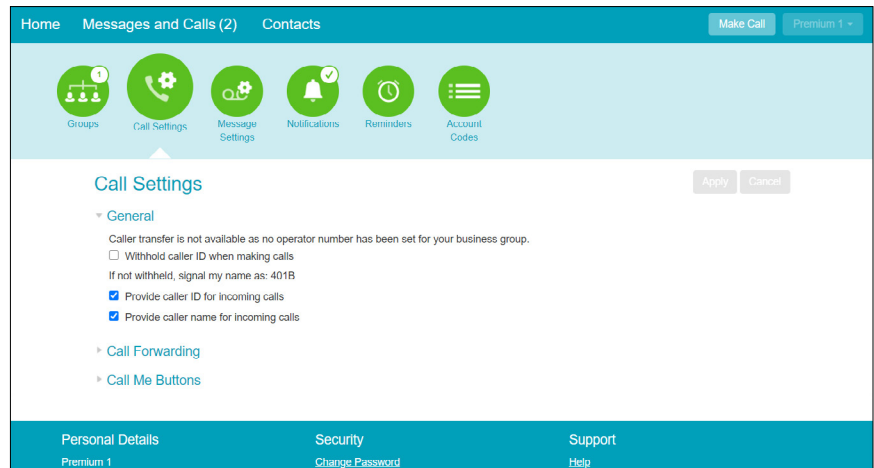 Home Messages and Calls (2) Contacts Make Call Premium 1
1
Groups Call Settings Message Settings Notifications Reminders Account Codes
Call Settings Apply Cancel
General
Caller transfer is not available as no operator number has been set for your business group.
Withhold caller ID when making calls
If not withheld, signal my name as: 401B
Provide caller ID for incoming calls
Provide caller name for incoming calls
Call Forwarding
Call Me Buttons
Personal Details Security Support
Premium 1 Change Password Help